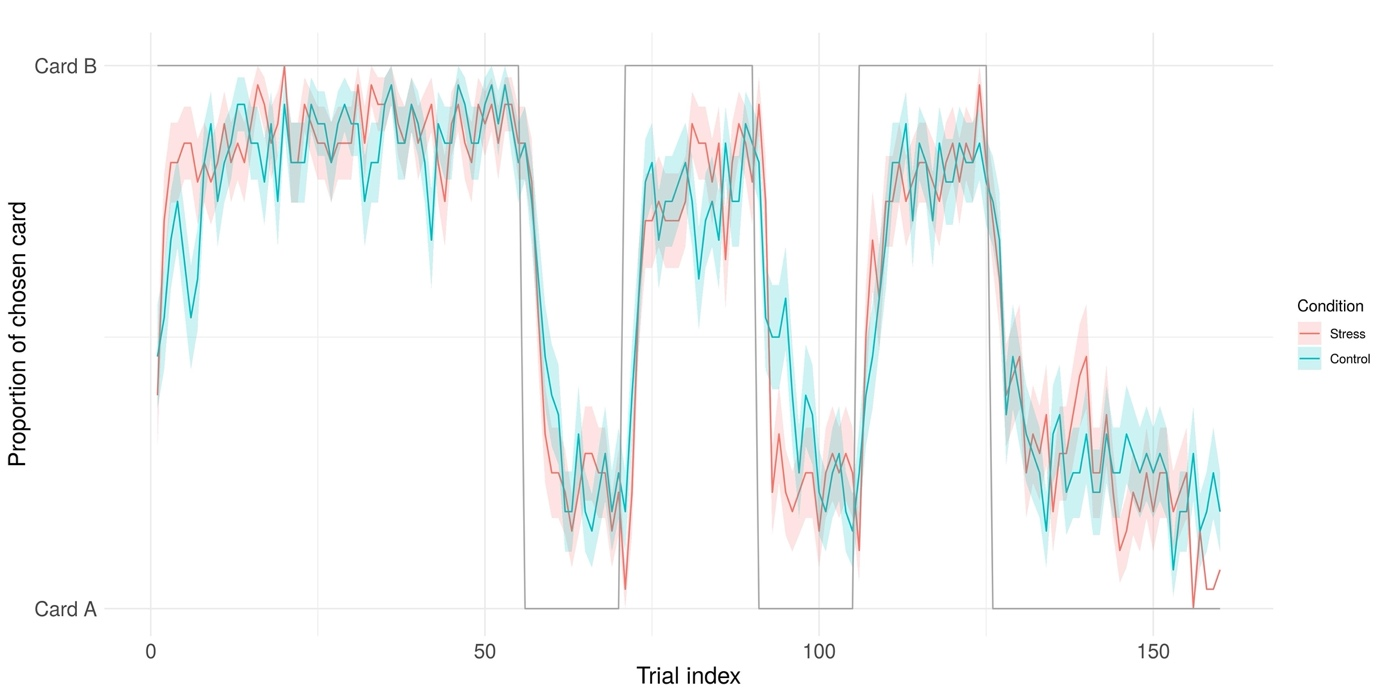 Card B
Card A
Proportion of chosen card
0 50 100 150
Trial index
Condition
Stress
Control